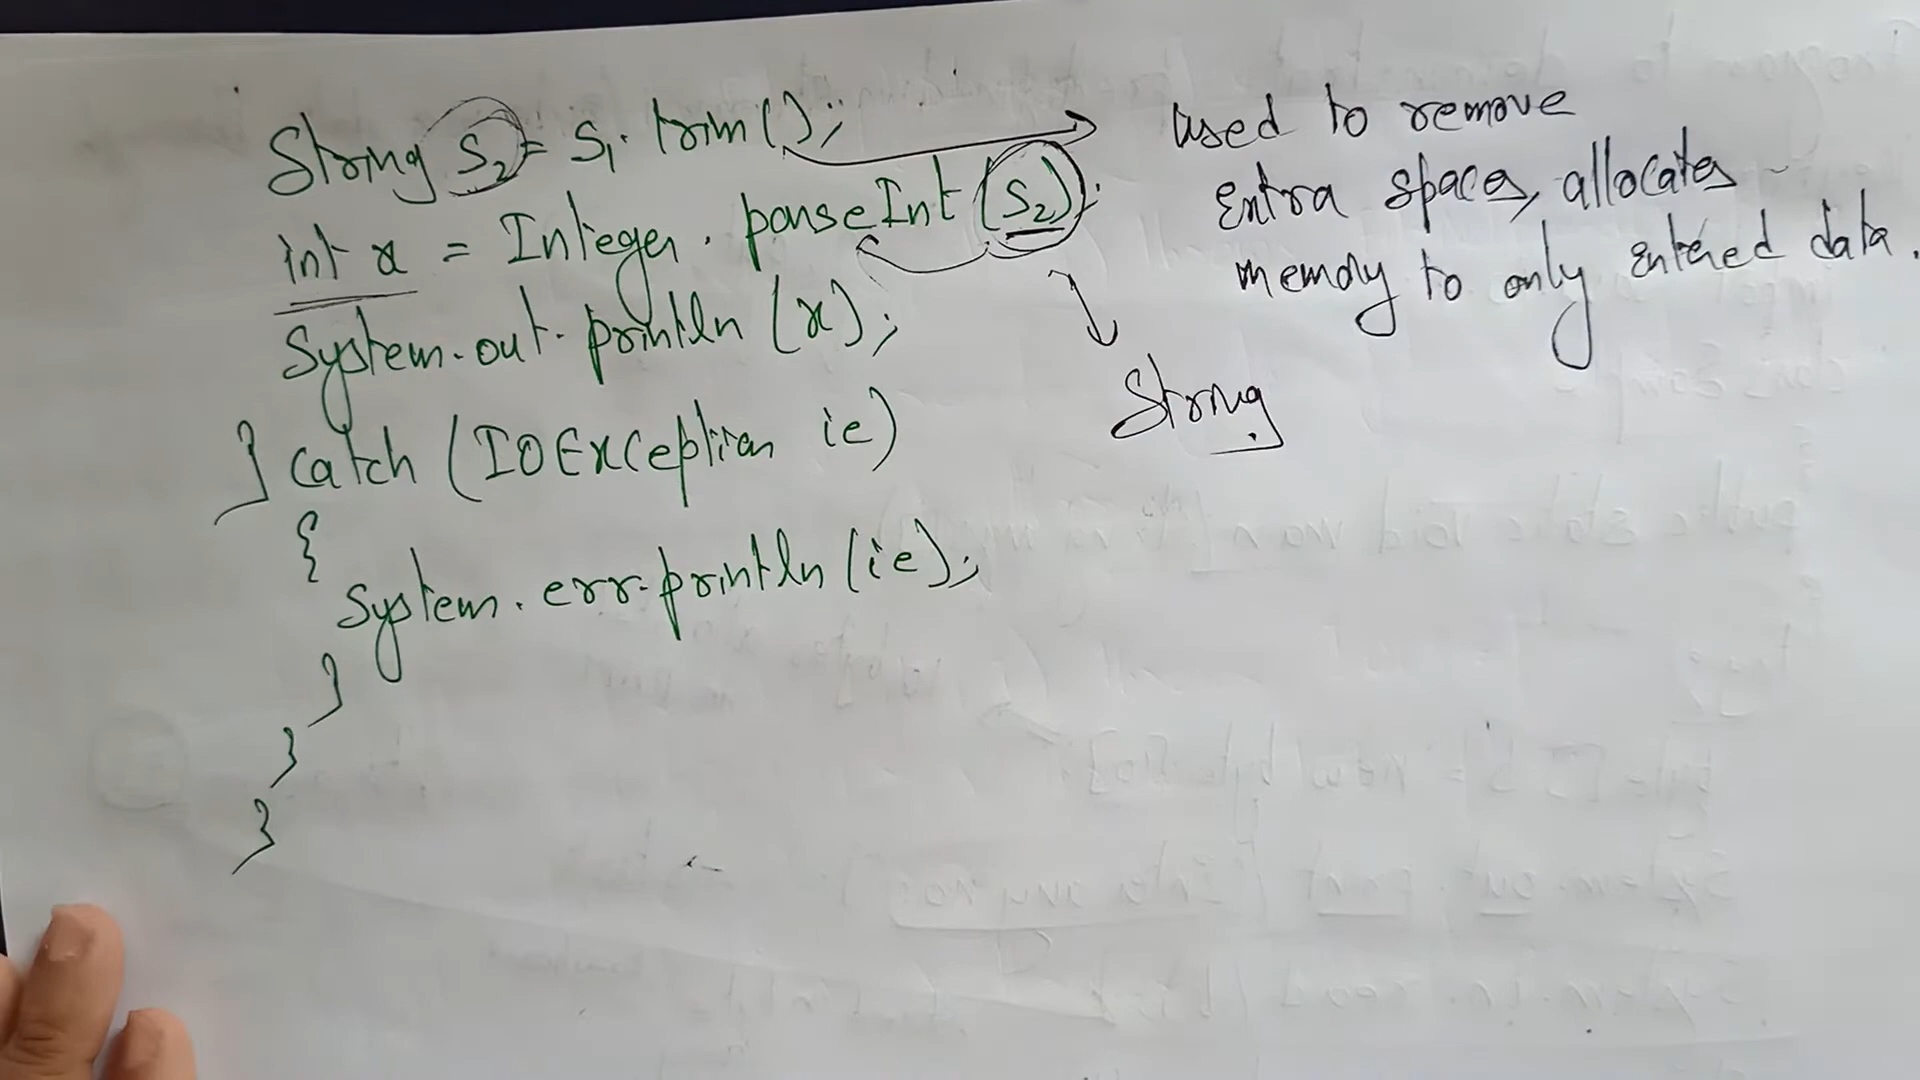 String S2 = S1. trim();
used to remove
extra spaces, allocates
memory to only entered data.
int x = Integer. parseInt (S2);
String
System.out.println (x);
} catch (IOException ie)
{
System.err.println (ie);
}
}
}